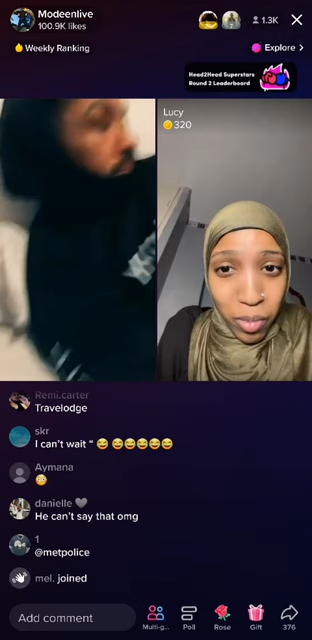 Modeenlive
100.9K likes
1.3K
Weekly Ranking
Explore >
Head2Head Superstars
Round 2 Leaderboard
Lucy
320
Remi.carter
Travelodge
skr
I can't wait “ 😂 😂😂😂😂😂
Aymana
😳
danielle 🖤
He can't say that omg
1
@metpolice
mel. joined
Add comment
Multi-g...
Poll
Rose
Gift
376